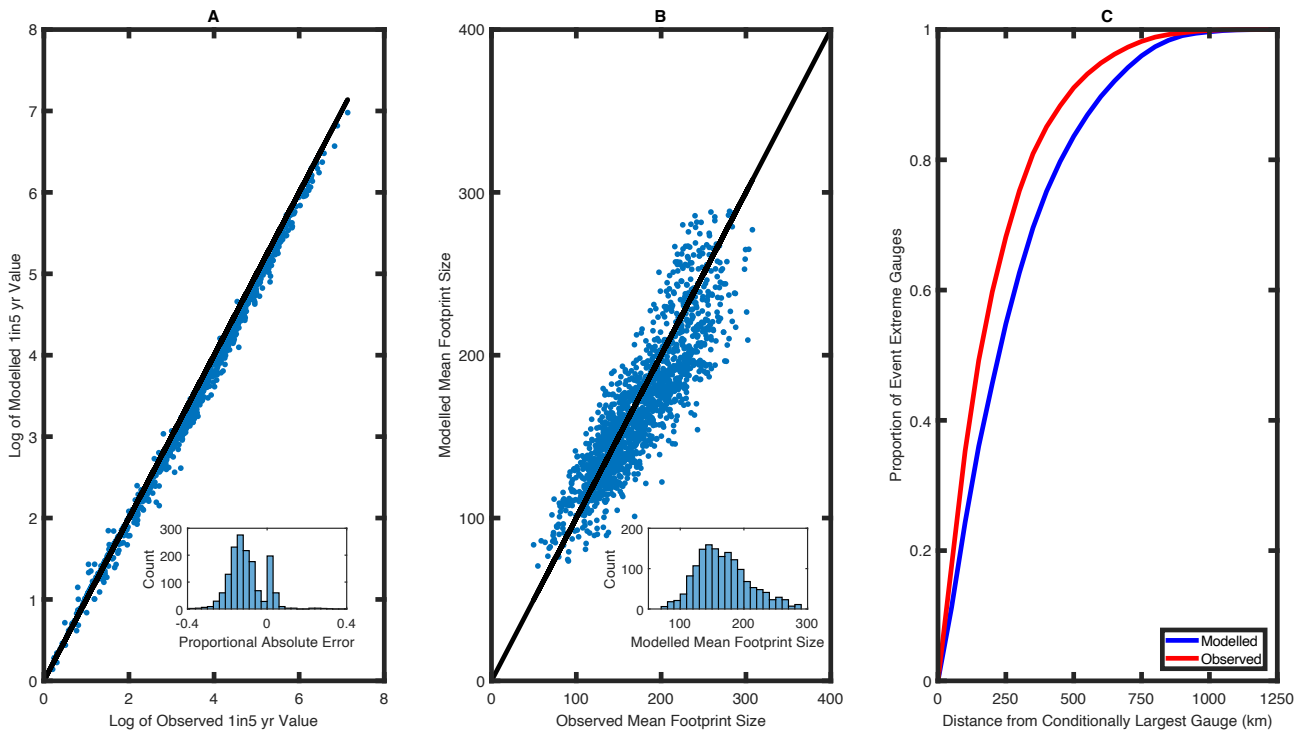 A
8
7
6
5
4
3
2
1
0
0 2 4 6 8
Log of Modelled 1in5 yr Value
Log of Observed 1in5 yr Value
300
200
100
0
-0.4 0 0.4
Count
Proportional Absolute Error
B
400
300
200
100
0
0 100 200 300 400
Modelled Mean Footprint Size
Observed Mean Footprint Size
200
100
0
100 200 300
Count
Modelled Mean Footprint Size
C
1
0.8
0.6
0.4
0.2
0
0 250 500 750 1000 1250
Proportion of Event Extreme Gauges
Distance from Conditionally Largest Gauge (km)
Modelled
Observed